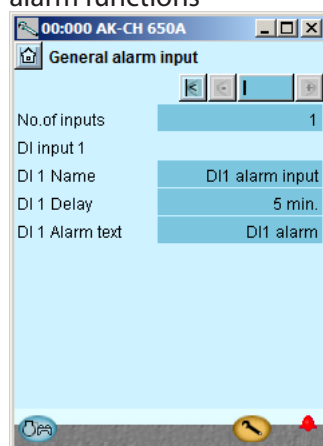 alarm functions
00:000 AK-CH 650A
General alarm
input
No.of inputs 1
DI input 1
DI 1 Name DI1 alarm input
DI 1 Delay 5 min.
DI 1 Alarm text DI1 alarm